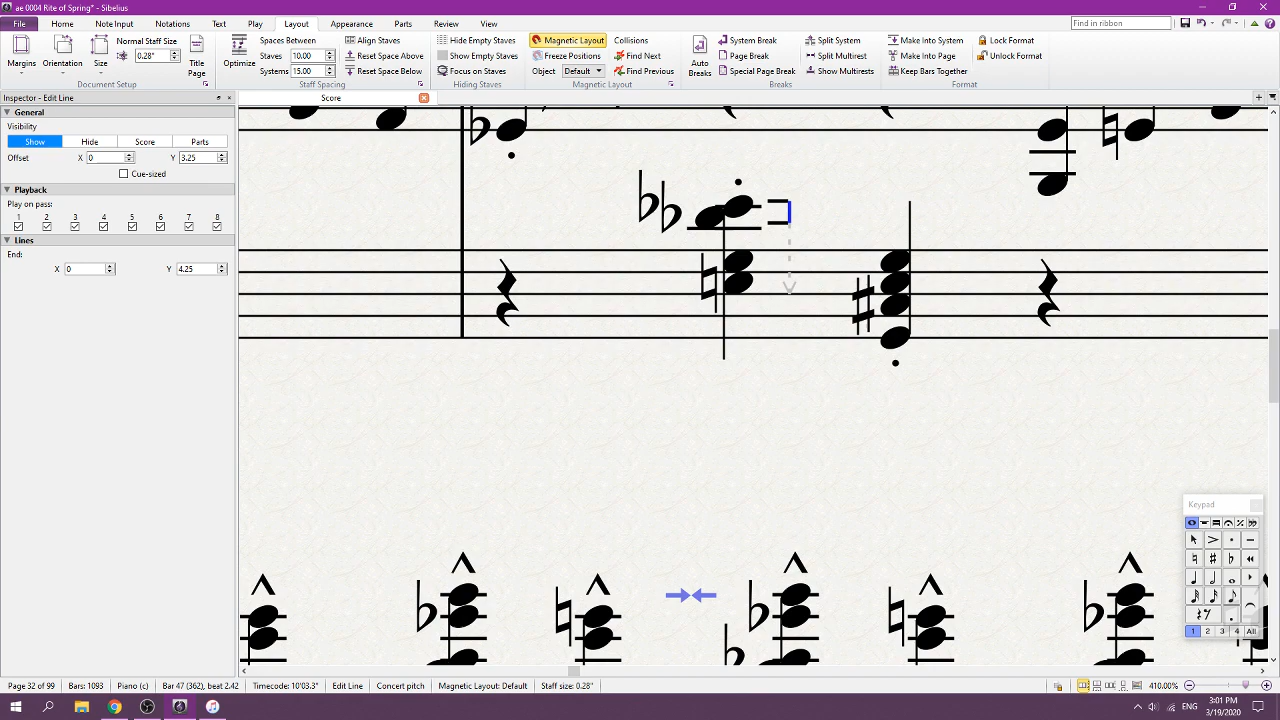 ae 0004 Rite of Spring* - Sibelius
File Home Note Input Notations Text Play Layout Appearance Parts Review View Find in ribbon
Margins Orientation Size Normal Staff Size 0.28" Title Page
Document Setup
Optimize Spaces Between Staves 10.00 Systems 15.00 Align Staves Reset Space Above Reset Space Below
Staff Spacing
Hide Empty Staves Show Empty Staves Focus on Staves
Hiding Staves
Magnetic Layout Freeze Positions Object Default Collisions Find Next Find Previous
Magnetic Layout
Auto Breaks System Break Page Break Special Page Break Split System Split Multirest Show Multirests
Breaks
Make Into System Make Into Page Keep Bars Together Lock Format Unlock Format
Format
Inspector - Edit Line
Score
General
Visibility
Show Hide Score Parts
Offset X 0 Y 3.25
Cue-sized
Playback
Play on pass:
1 2 3 4 5 6 7 8
Lines
End:
X 0 Y 4.25
Keypad
1 2 3 4 All
Page 32 of 99 Bars: 1093 Piano (c) Bar 47 (362), beat 2.42 Timecode: 10'03.3" Edit Line Concert pitch Magnetic Layout: Default Staff size: 0.28" 410.00%
ENG 3:01 PM
3/19/2020